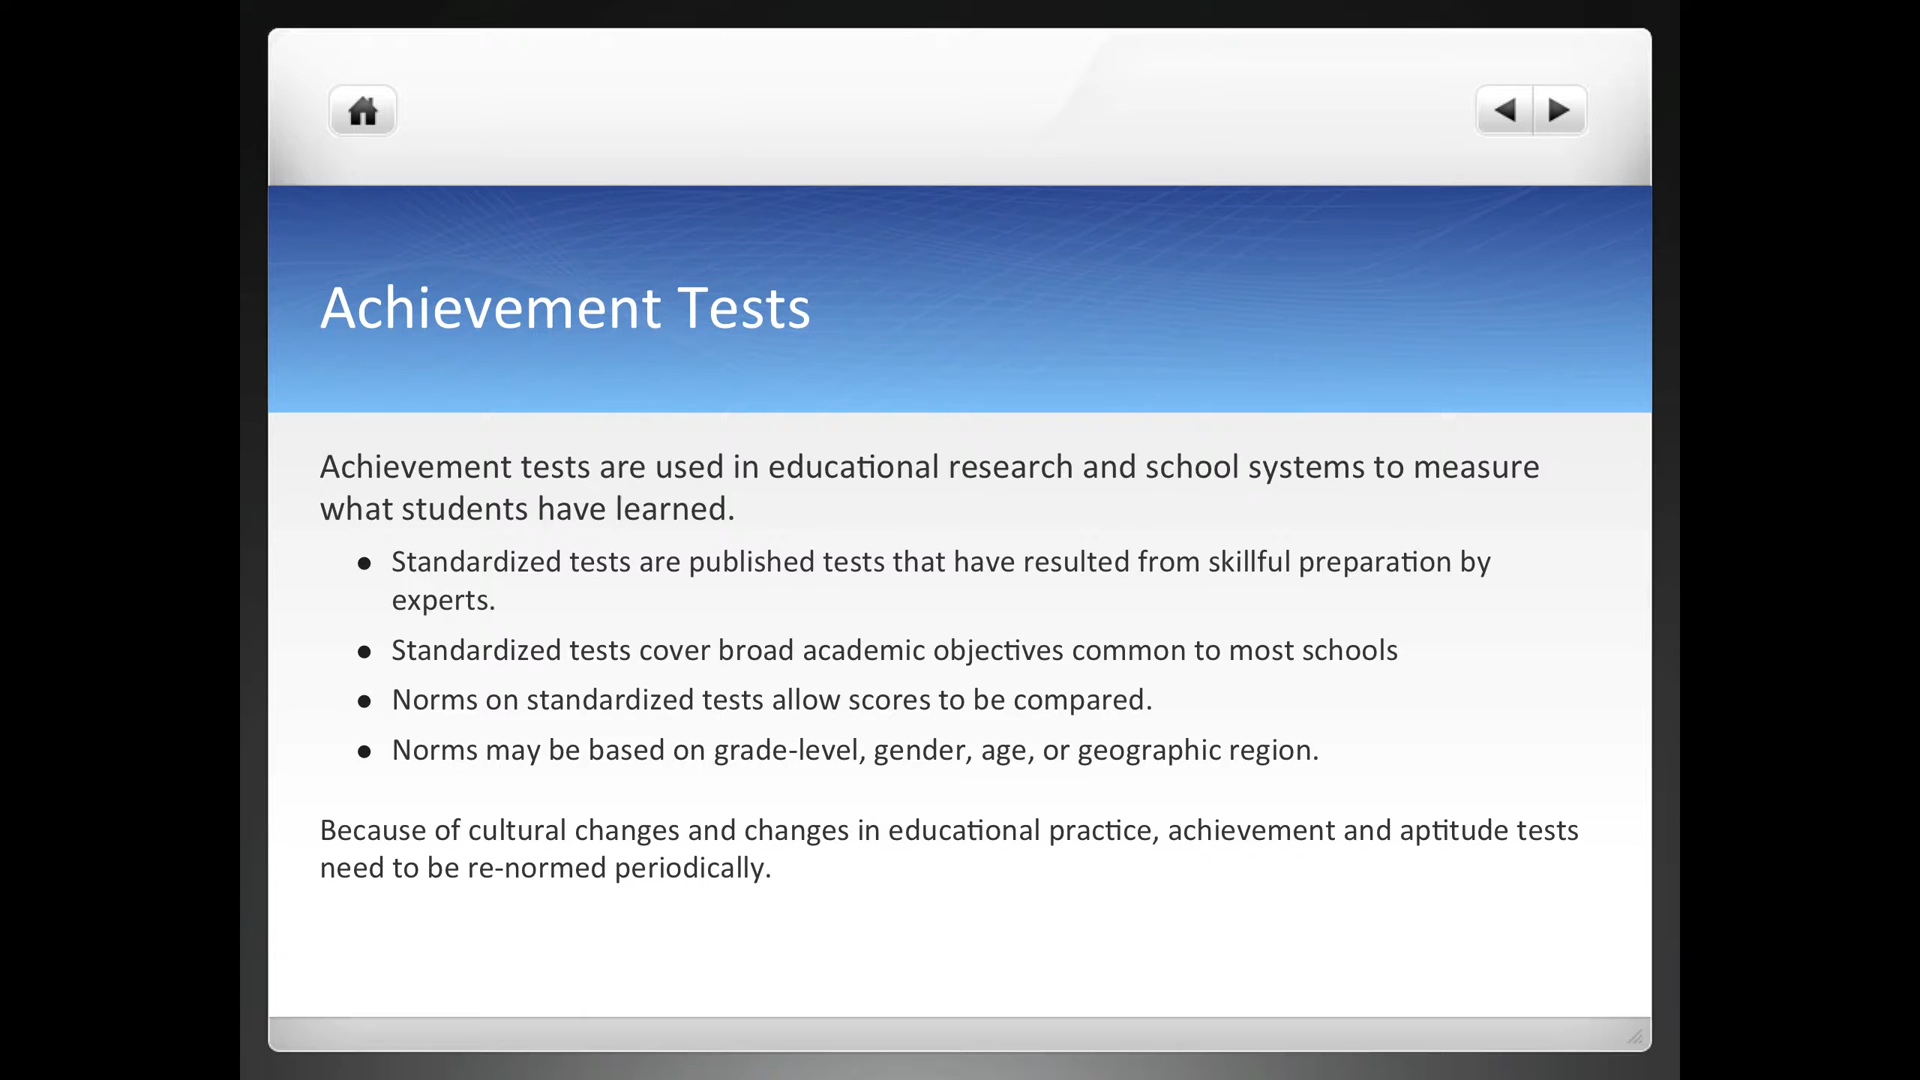 Achievement Tests
Achievement tests are used in educational research and school systems to measure
what students have learned.
● Standardized tests are published tests that have resulted from skillful preparation by
experts.
● Standardized tests cover broad academic objectives common to most schools
● Norms on standardized tests allow scores to be compared.
● Norms may be based on grade-level, gender, age, or geographic region.
Because of cultural changes and changes in educational practice, achievement and aptitude tests
need to be re-normed periodically.